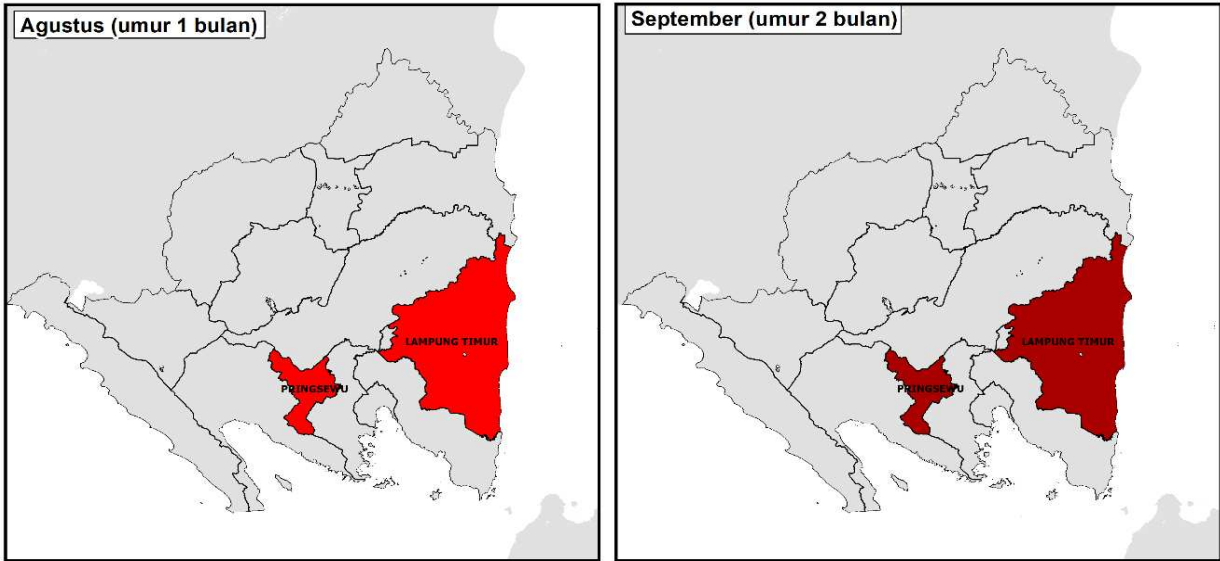 Agustus (umur 1 bulan)
LAMPUNG TIMUR
PRINGSEWU
September (umur 2 bulan)
LAMPUNG TIMUR
PRINGSEWU